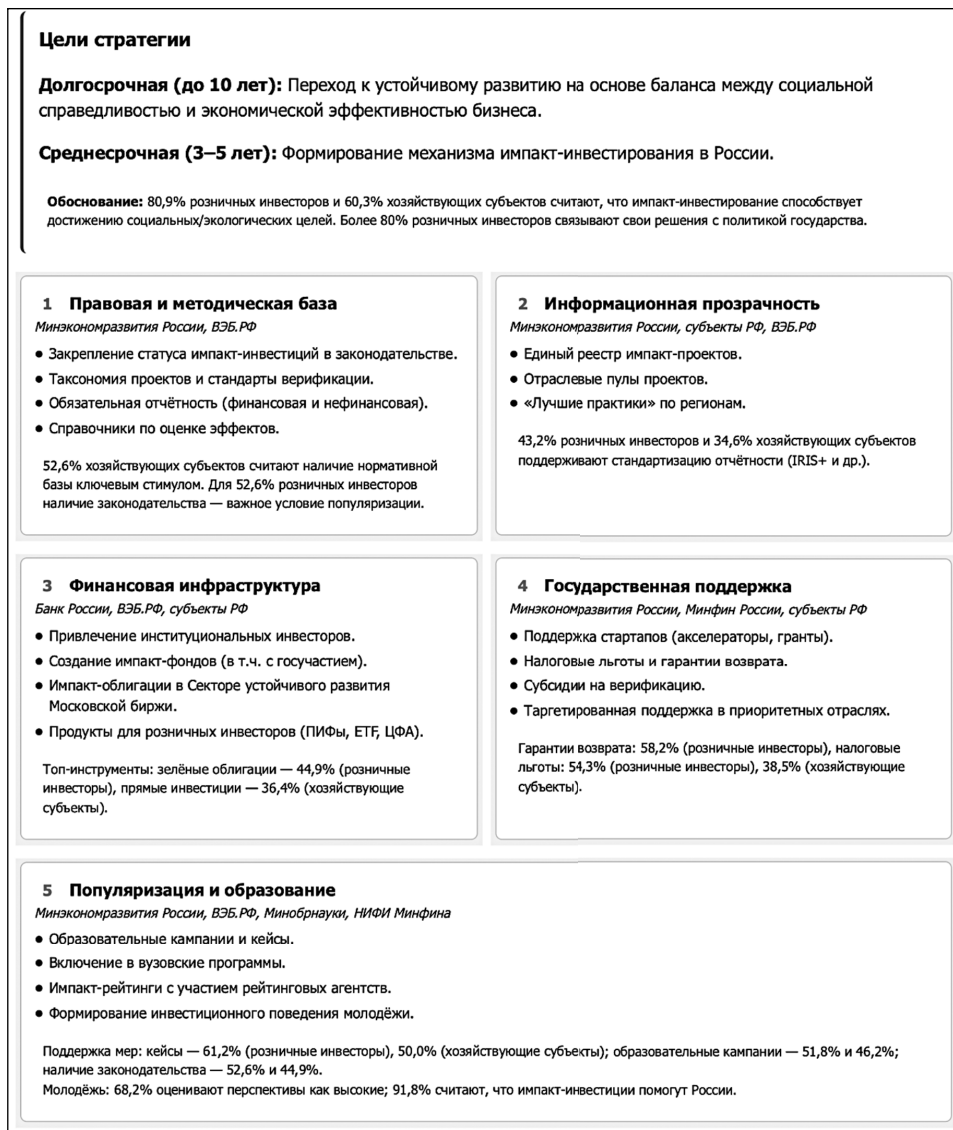 Цели стратегии
Долгосрочная (до 10 лет): Переход к устойчивому развитию на основе баланса между социальной
справедливостью и экономической эффективностью бизнеса.
Среднесрочная (3–5 лет): Формирование механизма импакт-инвестирования в России.
Обоснование: 80,9% розничных инвесторов и 60,3% хозяйствующих субъектов считают, что импакт-инвестирование способствует
достижению социальных/экологических целей. Более 80% розничных инвесторов связывают свои решения с политикой государства.
1 Правовая и методическая база
Минэкономразвития России, ВЭБ.РФ
● Закрепление статуса импакт-инвестиций в законодательстве.
● Таксономия проектов и стандарты верификации.
● Обязательная отчётность (финансовая и нефинансовая).
● Справочники по оценке эффектов.
52,6% хозяйствующих субъектов считают наличие нормативной
базы ключевым стимулом. Для 52,6% розничных инвесторов
наличие законодательства — важное условие популяризации.
2 Информационная прозрачность
Минэкономразвития России, субъекты РФ, ВЭБ.РФ
● Единый реестр импакт-проектов.
● Отраслевые пулы проектов.
● «Лучшие практики» по регионам.
43,2% розничных инвесторов и 34,6% хозяйствующих субъектов
поддерживают стандартизацию отчётности (IRIS+ и др.).
3 Финансовая инфраструктура
Банк России, ВЭБ.РФ, субъекты РФ
● Привлечение институциональных инвесторов.
● Создание импакт-фондов (в т.ч. с госучастием).
● Импакт-облигации в Секторе устойчивого развития
Московской биржи.
● Продукты для розничных инвесторов (ПИФы, ETF, ЦФА).
Топ-инструменты: зелёные облигации — 44,9% (розничные
инвесторы), прямые инвестиции — 36,4% (хозяйствующие
субъекты).
4 Государственная поддержка
Минэкономразвития России, Минфин России, субъекты РФ
● Поддержка стартапов (акселераторы, гранты).
● Налоговые льготы и гарантии возврата.
● Субсидии на верификацию.
● Таргетированная поддержка в приоритетных отраслях.
Гарантии возврата: 58,2% (розничные инвесторы), налоговые
льготы: 54,3% (розничные инвесторы), 38,5% (хозяйствующие
субъекты).
5 Популяризация и образование
Минэкономразвития России, ВЭБ.РФ, Минобрнауки, НИФИ Минфина
● Образовательные кампании и кейсы.
● Включение в вузовские программы.
● Импакт-рейтинги с участием рейтинговых агентств.
● Формирование инвестиционного поведения молодёжи.
Поддержка мер: кейсы — 61,2% (розничные инвесторы), 50,0% (хозяйствующие субъекты); образовательные кампании — 51,8% и 46,2%;
наличие законодательства — 52,6% и 44,9%.
Молодёжь: 68,2% оценивают перспективы как высокие; 91,8% считают, что импакт-инвестиции помогут России.